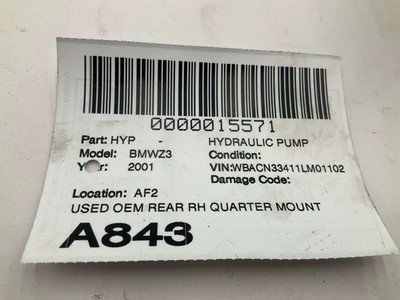 0000015571
Part: HYP - HYDRAULIC PUMP
Model: BMWZ3 Condition:
Year: 2001 VIN:WBACN33411LM01102
Damage Code:
Location: AF2
USED OEM REAR RH QUARTER MOUNT
A843